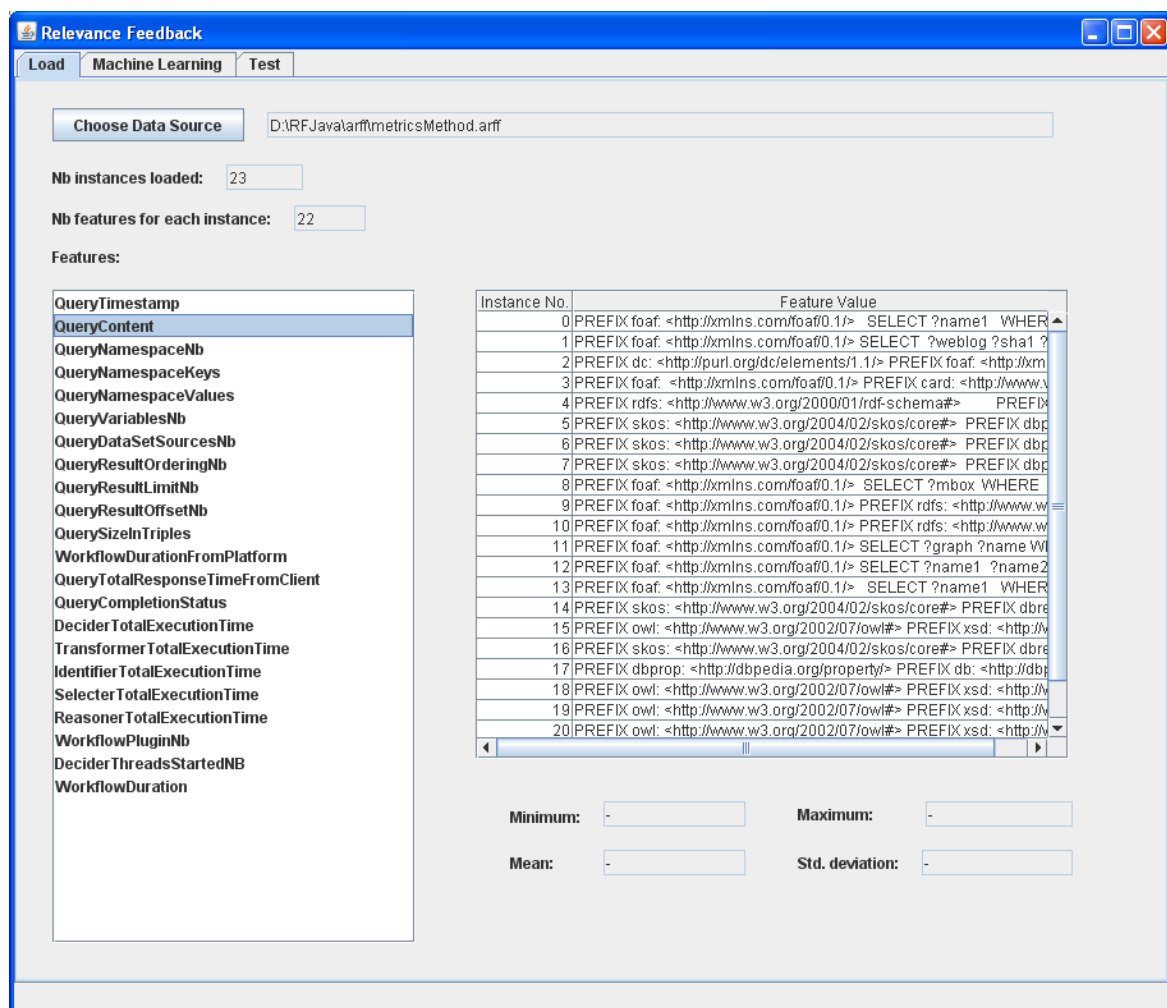 Relevance Feedback
Load Machine Learning Test
Choose Data Source D:\RFJava\arff\metricsMethod.arff
Nb instances loaded: 23
Nb features for each instance: 22
Features:
QueryTimestamp
QueryContent
QueryNamespaceNb
QueryNamespaceKeys
QueryNamespaceValues
QueryVariablesNb
QueryDataSetSourcesNb
QueryResultOrderingNb
QueryResultLimitNb
QueryResultOffsetNb
QuerySizeInTriples
WorkflowDurationFromPlatform
QueryTotalResponseTimeFromClient
QueryCompletionStatus
DeciderTotalExecutionTime
TransformerTotalExecutionTime
IdentifierTotalExecutionTime
SelecterTotalExecutionTime
ReasonerTotalExecutionTime
WorkflowPluginNb
DeciderThreadsStartedNB
WorkflowDuration
Instance No. Feature Value
0 PREFIX foaf: <http://xmlns.com/foaf/0.1/> SELECT ?name1 WHER
1 PREFIX foaf: <http://xmlns.com/foaf/0.1/> SELECT ?weblog ?sha1 ?
2 PREFIX dc: <http://purl.org/dc/elements/1.1/> PREFIX foaf: <http://xm
3 PREFIX foaf: <http://xmlns.com/foaf/0.1/> PREFIX card: <http://www.
4 PREFIX rdfs: <http://www.w3.org/2000/01/rdf-schema#> PREFIX
5 PREFIX skos: <http://www.w3.org/2004/02/skos/core#> PREFIX dbp
6 PREFIX skos: <http://www.w3.org/2004/02/skos/core#> PREFIX dbp
7 PREFIX skos: <http://www.w3.org/2004/02/skos/core#> PREFIX dbp
8 PREFIX foaf: <http://xmlns.com/foaf/0.1/> SELECT ?mbox WHERE
9 PREFIX foaf: <http://xmlns.com/foaf/0.1/> PREFIX rdfs: <http://www.w
10 PREFIX foaf: <http://xmlns.com/foaf/0.1/> PREFIX rdfs: <http://www.w
11 PREFIX foaf: <http://xmlns.com/foaf/0.1/> SELECT ?graph ?name WH
12 PREFIX foaf: <http://xmlns.com/foaf/0.1/> SELECT ?name1 ?name2
13 PREFIX foaf: <http://xmlns.com/foaf/0.1/> SELECT ?name1 WHER
14 PREFIX skos: <http://www.w3.org/2004/02/skos/core#> PREFIX dbre
15 PREFIX owl: <http://www.w3.org/2002/07/owl#> PREFIX xsd: <http://w
16 PREFIX skos: <http://www.w3.org/2004/02/skos/core#> PREFIX dbre
17 PREFIX dbprop: <http://dbpedia.org/property/> PREFIX db: <http://dbp
18 PREFIX owl: <http://www.w3.org/2002/07/owl#> PREFIX xsd: <http://w
19 PREFIX owl: <http://www.w3.org/2002/07/owl#> PREFIX xsd: <http://w
20 PREFIX owl: <http://www.w3.org/2002/07/owl#> PREFIX xsd: <http://w
Minimum: - Maximum: -
Mean: - Std. deviation: -